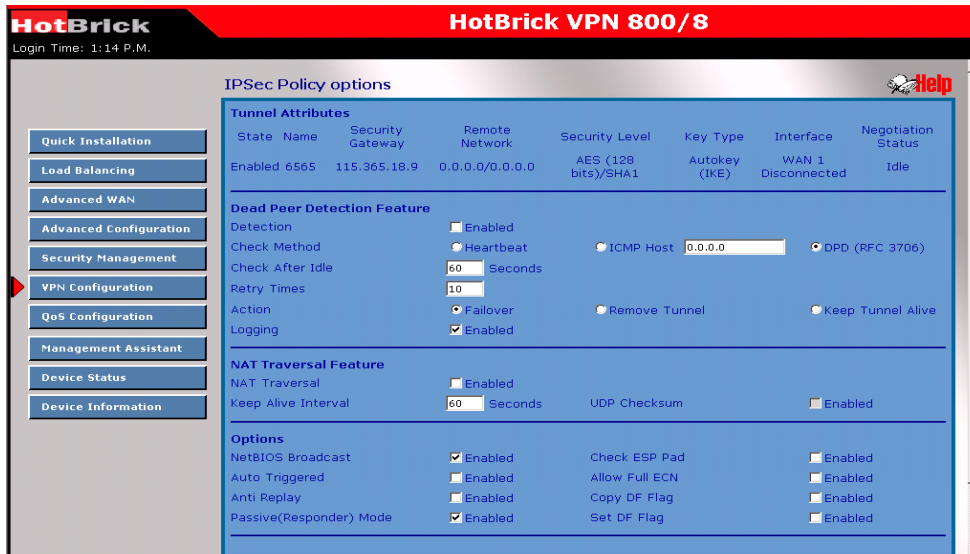 HotBrick
HotBrick VPN 800/8
Login Time: 1:14 P.M.
IPSec Policy options
Help
Quick Installation
Load Balancing
Advanced WAN
Advanced Configuration
Security Management
VPN Configuration
QoS Configuration
Management Assistant
Device Status
Device Information
Tunnel Attributes
State Name Security Gateway Remote Network Security Level Key Type Interface Negotiation Status
Enabled 6565 115.365.18.9 0.0.0.0/0.0.0.0 AES (128 bits)/SHA1 Autokey (IKE) WAN 1 Disconnected Idle
Dead Peer Detection Feature
Detection Enabled
Check Method Heartbeat ICMP Host 0.0.0.0 DPD (RFC 3706)
Check After Idle 60 Seconds
Retry Times 10
Action Failover Remove Tunnel Keep Tunnel Alive
Logging Enabled
NAT Traversal Feature
NAT Traversal Enabled
Keep Alive Interval 60 Seconds UDP Checksum Enabled
Options
NetBIOS Broadcast Enabled Check ESP Pad Enabled
Auto Triggered Enabled Allow Full ECN Enabled
Anti Replay Enabled Copy DF Flag Enabled
Passive(Responder) Mode Enabled Set DF Flag Enabled